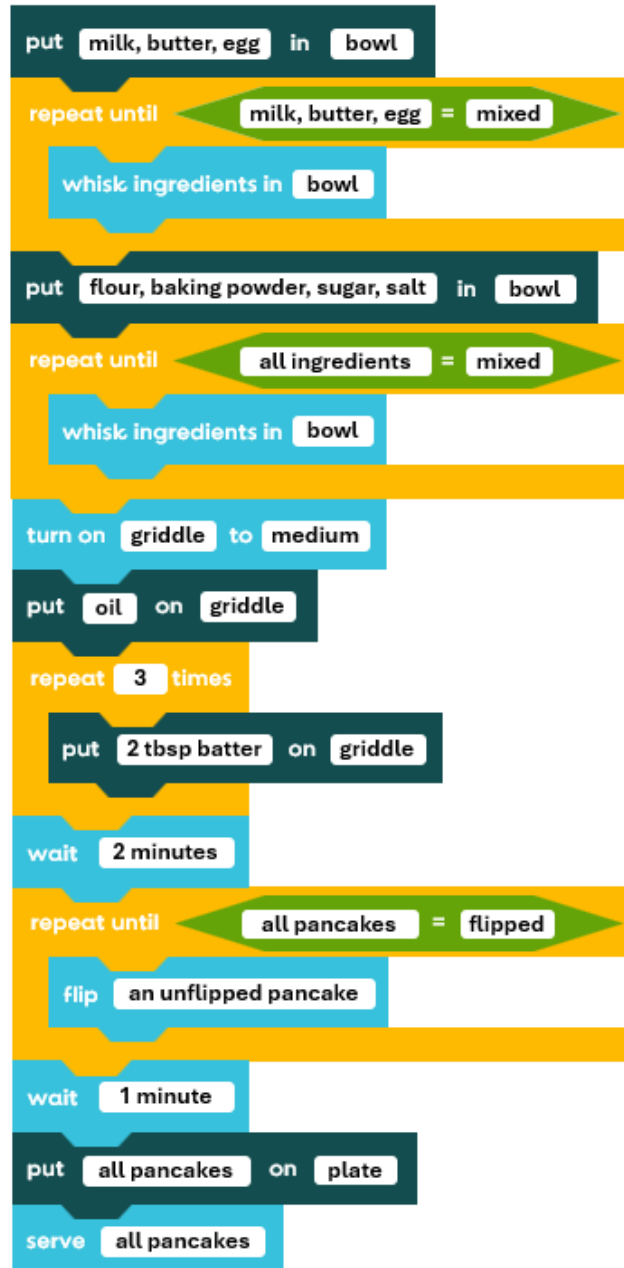 put milk, butter, egg in bowl
repeat until milk, butter, egg = mixed
whisk ingredients in bowl
put flour, baking powder, sugar, salt in bowl
repeat until all ingredients = mixed
whisk ingredients in bowl
turn on griddle to medium
put oil on griddle
repeat 3 times
put 2 tbsp batter on griddle
wait 2 minutes
repeat until all pancakes = flipped
flip an unflipped pancake
wait 1 minute
put all pancakes on plate
serve all pancakes